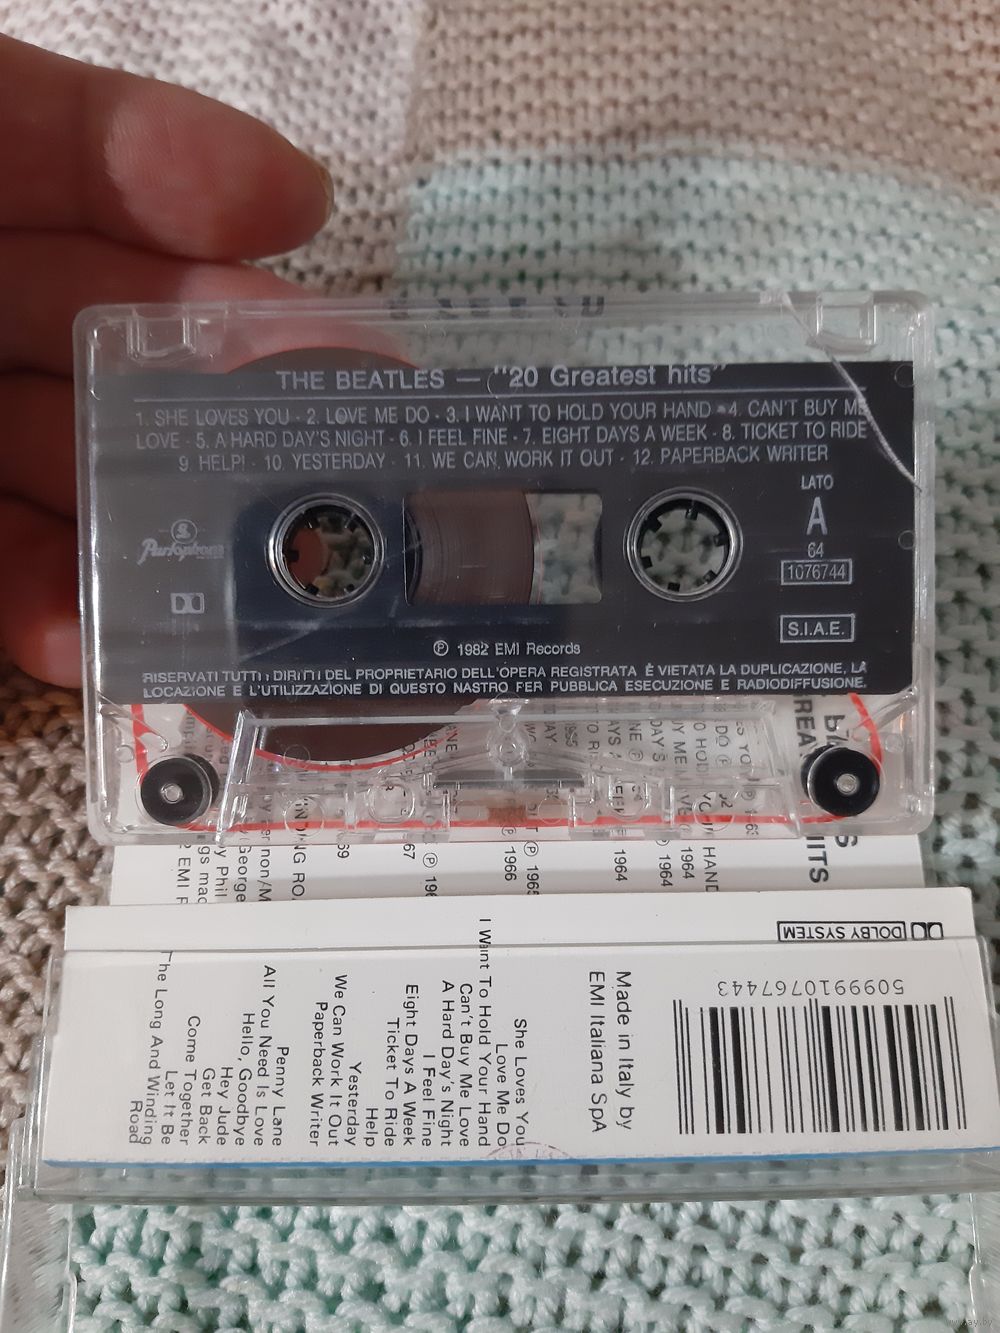 THE BEATLES — "20 Greatest hits"
1. SHE LOVES YOU - 2. LOVE ME DO - 3. I WANT TO HOLD YOUR HAND - 4. CAN'T BUY ME
LOVE - 5. A HARD DAY'S NIGHT - 6. I FEEL FINE - 7. EIGHT DAYS A WEEK - 8. TICKET TO RIDE
9. HELP! - 10. YESTERDAY - 11. WE CAN WORK IT OUT - 12. PAPERBACK WRITER
LATO
A
64
1076744
S.I.A.E.
Parlophone
℗ 1982 EMI Records
RISERVATI TUTTI I DIRITTI DEL PROPRIETARIO DELL'OPERA REGISTRATA È VIETATA LA DUPLICAZIONE, LA
LOCAZIONE E L'UTILIZZAZIONE DI QUESTO NASTRO PER PUBBLICA ESECUZIONE E RADIODIFFUSIONE.
DOLBY SYSTEM
5099910767443
Made in Italy by
EMI Italiana SpA
She Loves You
Love Me Do
I Want To Hold Your Hand
Can't Buy Me Love
A Hard Day's Night
I Feel Fine
Eight Days A Week
Ticket To Ride
Help
Yesterday
We Can Work It Out
Paperback Writer
Penny Lane
All You Need Is Love
Hello, Goodbye
Hey Jude
Get Back
Come Together
Let It Be
The Long And Winding
Road